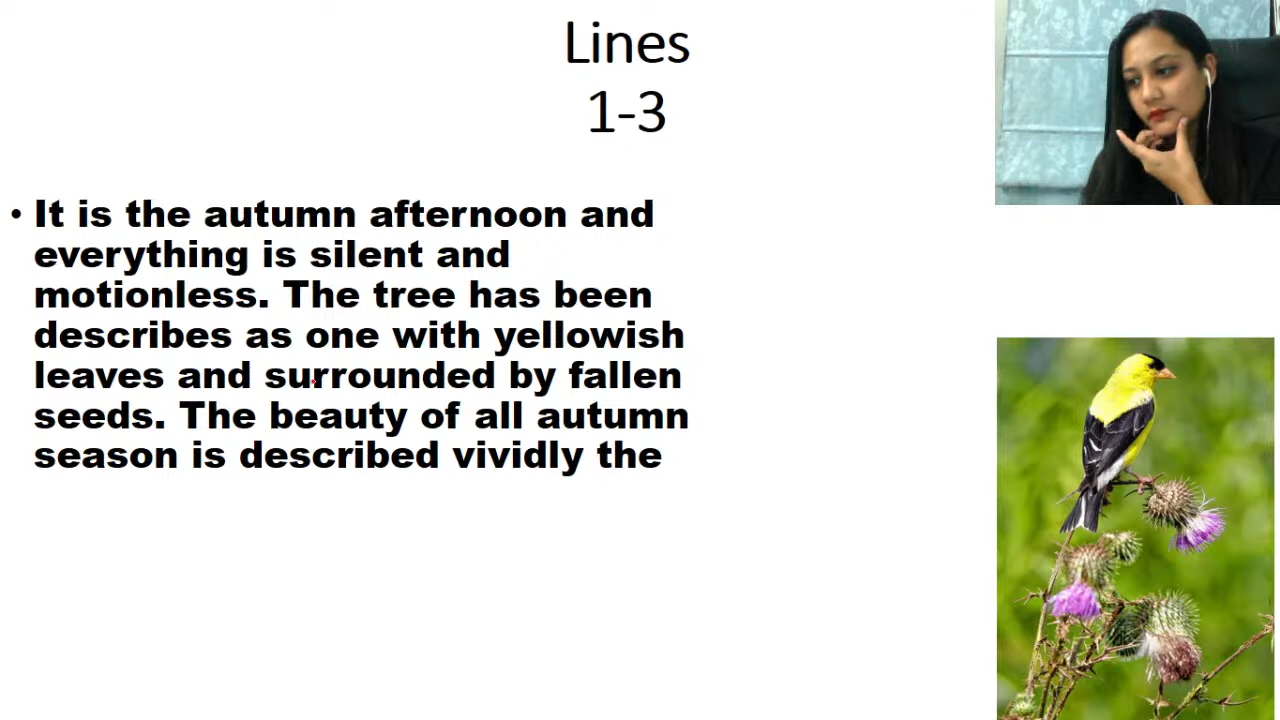 Lines
1-3
• It is the autumn afternoon and
everything is silent and
motionless. The tree has been
describes as one with yellowish
leaves and surrounded by fallen
seeds. The beauty of all autumn
season is described vividly the